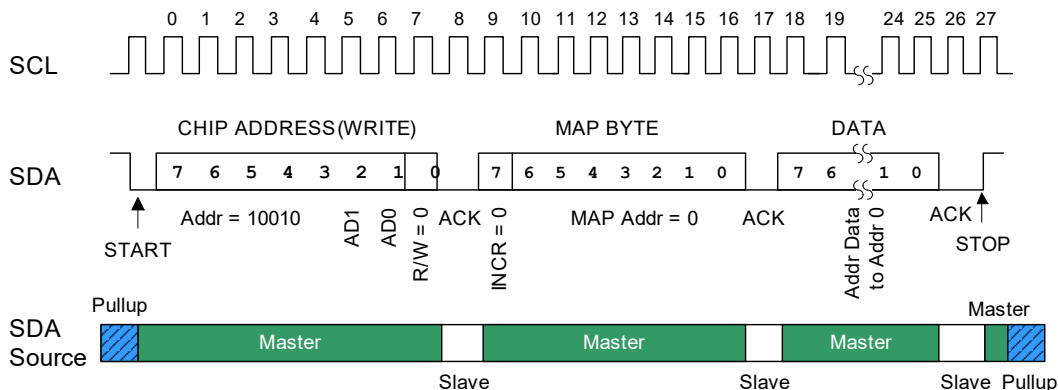 0 1 2 3 4 5 6 7 8 9 10 11 12 13 14 15 16 17 18 19 24 25 26 27
SCL
CHIP ADDRESS (WRITE) MAP BYTE DATA
SDA 7 6 5 4 3 2 1 0 7 6 5 4 3 2 1 0 7 6 1 0
Addr = 10010 AD1 AD0 R/W = 0 ACK INCR = 0 MAP Addr = 0 ACK Addr Data to Addr 0 ACK
START STOP
Pullup Master
SDA Source Master Master Master
Slave Slave Slave Pullup